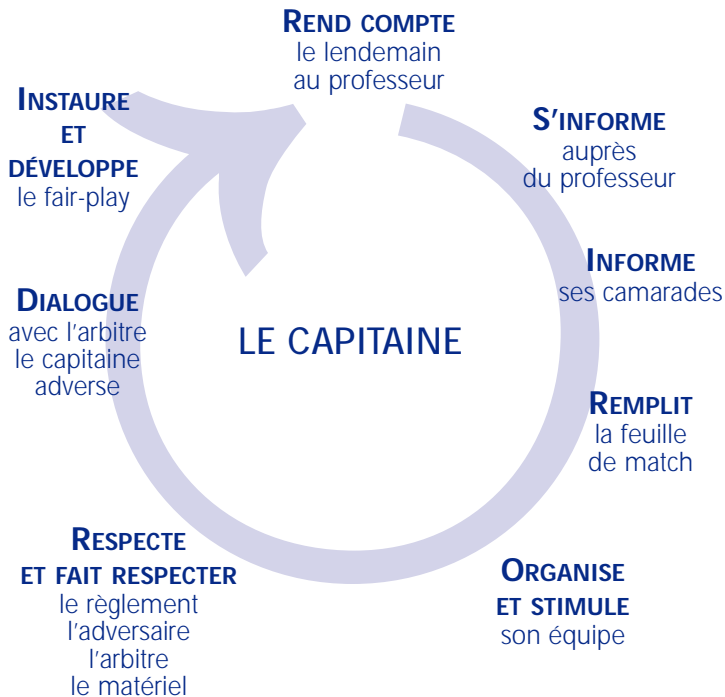 REND COMPTE
le lendemain
au professeur
S'INFORME
auprès
du professeur
INFORME
ses camarades
REMPLIT
la feuille
de match
ORGANISE
ET STIMULE
son équipe
RESPECTE
ET FAIT RESPECTER
le règlement
l'adversaire
l'arbitre
le matériel
DIALOGUE
avec l'arbitre
le capitaine
adverse
INSTAURE
ET
DÉVELOPPE
le fair-play
LE CAPITAINE